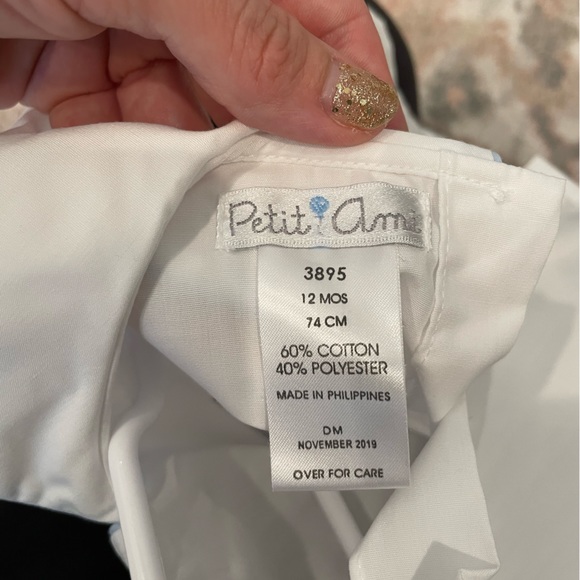 Petit Ami
3895
12 MOS
74 CM
60% COTTON
40% POLYESTER
MADE IN PHILIPPINES
DM
NOVEMBER 2019
OVER FOR CARE